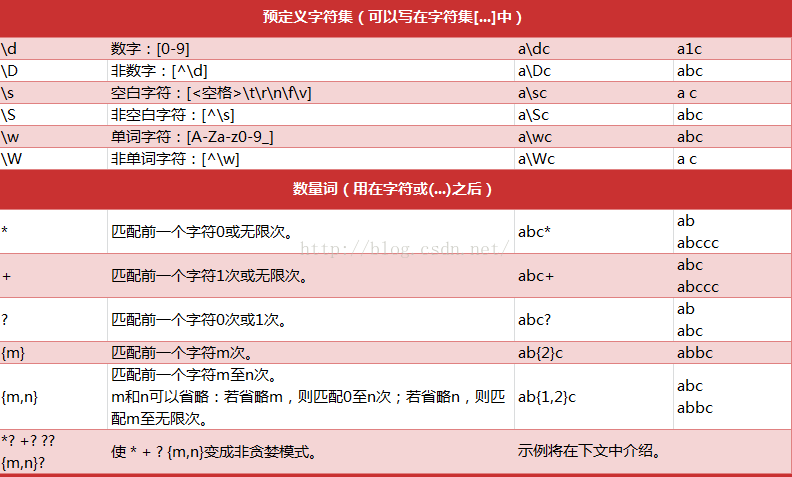 预定义字符集（可以写在字符集[...]中）
\d 数字：[0-9] a\dc a1c
\D 非数字：[^\d] a\Dc abc
\s 空白字符：[<空格>\t\r\n\f\v] a\sc a c
\S 非空白字符：[^\s] a\Sc abc
\w 单词字符：[A-Za-z0-9_] a\wc abc
\W 非单词字符：[^\w] a\Wc a c
数量词（用在字符或(...)之后）
* 匹配前一个字符0或无限次。 abc* ab
abccc
http://blog.csdn.net/
+ 匹配前一个字符1次或无限次。 abc+ abc
abccc
? 匹配前一个字符0次或1次。 abc? ab
abc
{m} 匹配前一个字符m次。 ab{2}c abbc
{m,n} 匹配前一个字符m至n次。
m和n可以省略：若省略m，则匹配0至n次；若省略n，则匹
配m至无限次。
ab{1,2}c abc
abbc
*? +? ??
{m,n}?
使 * + ? {m,n}变成非贪婪模式。 示例将在下文中介绍。